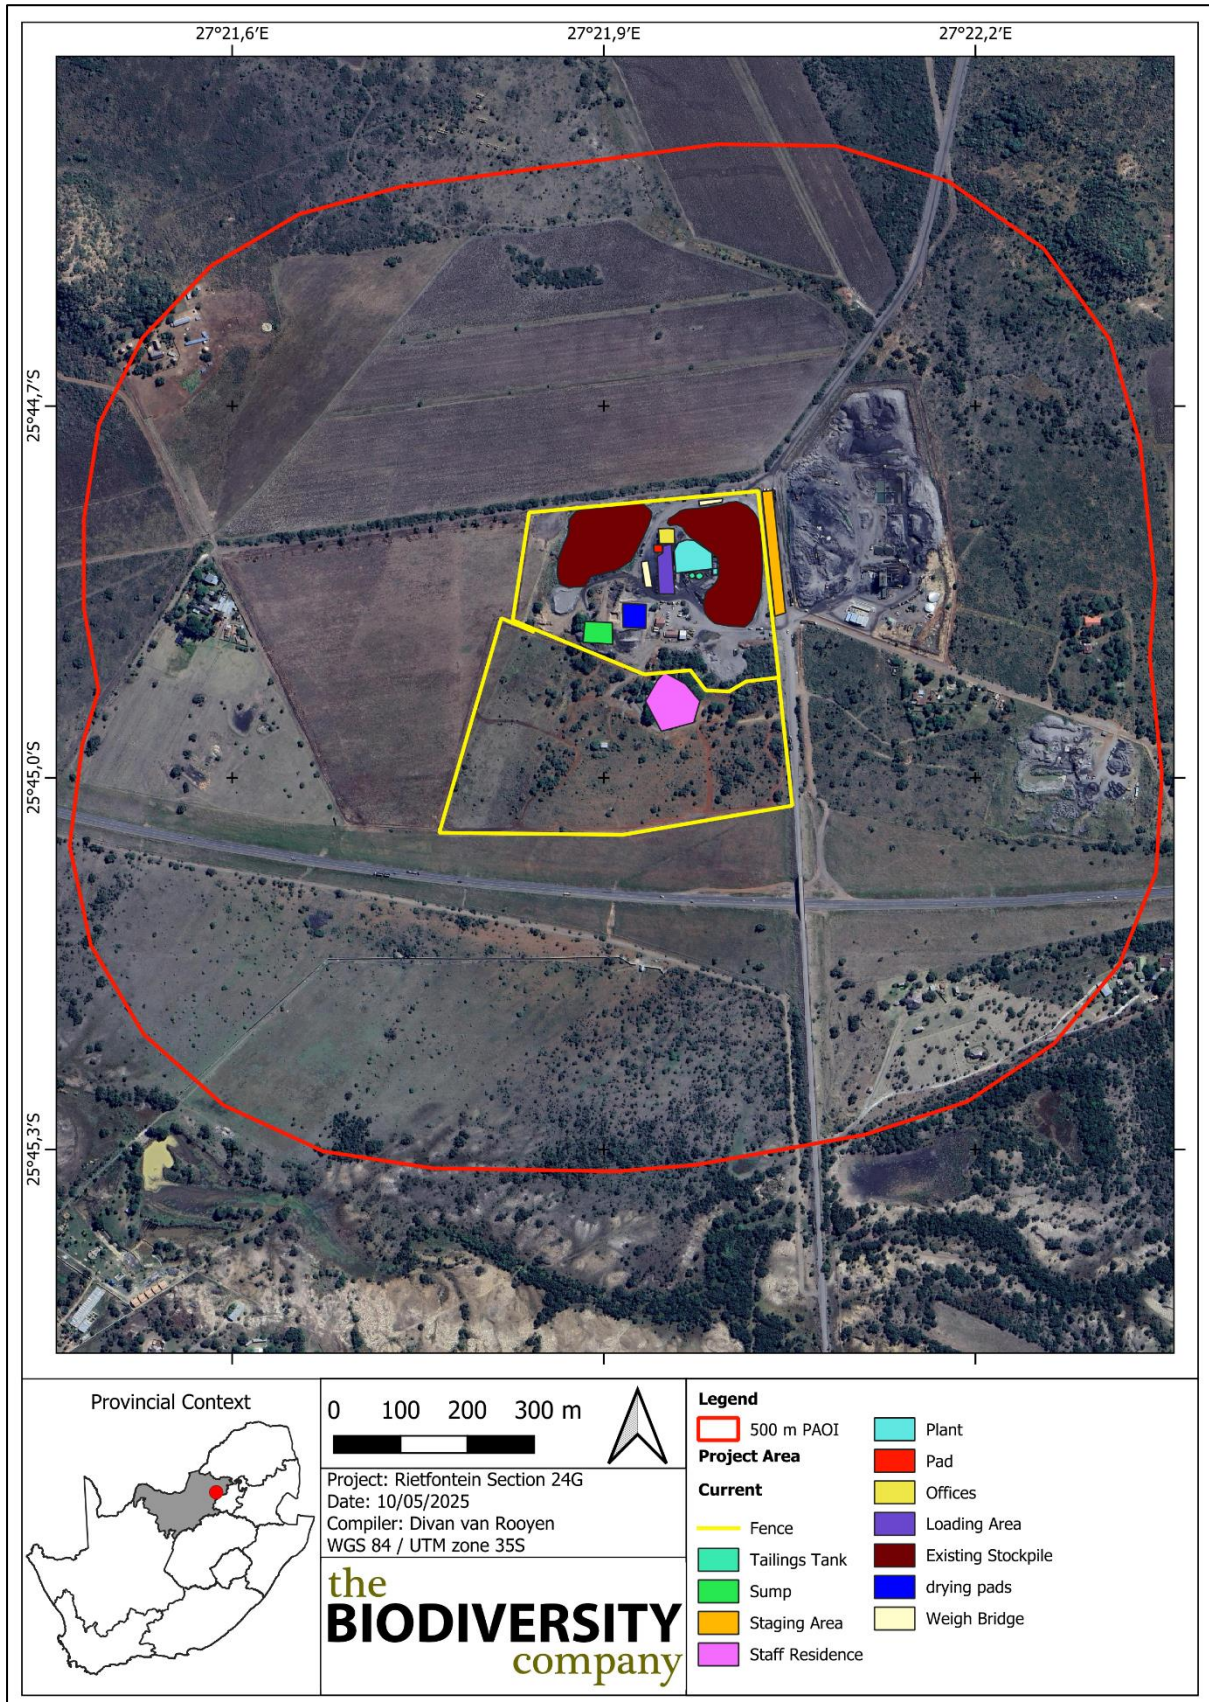 27°21,6’E
27°21,9’E
27°22,2’E
25°44,7’S
25°45,0’S
25°45,3’S
Provincial Context
0 100 200 300 m
Project: Rietfontein Section 24G
Date: 10/05/2025
Compiler: Divan van Rooyen
WGS 84 / UTM zone 35S
the
BIODIVERSITY
company
Legend
500 m PAOI
Project Area
Current
Fence
Tailings Tank
Sump
Staging Area
Staff Residence
Plant
Pad
Offices
Loading Area
Existing Stockpile
drying pads
Weigh Bridge